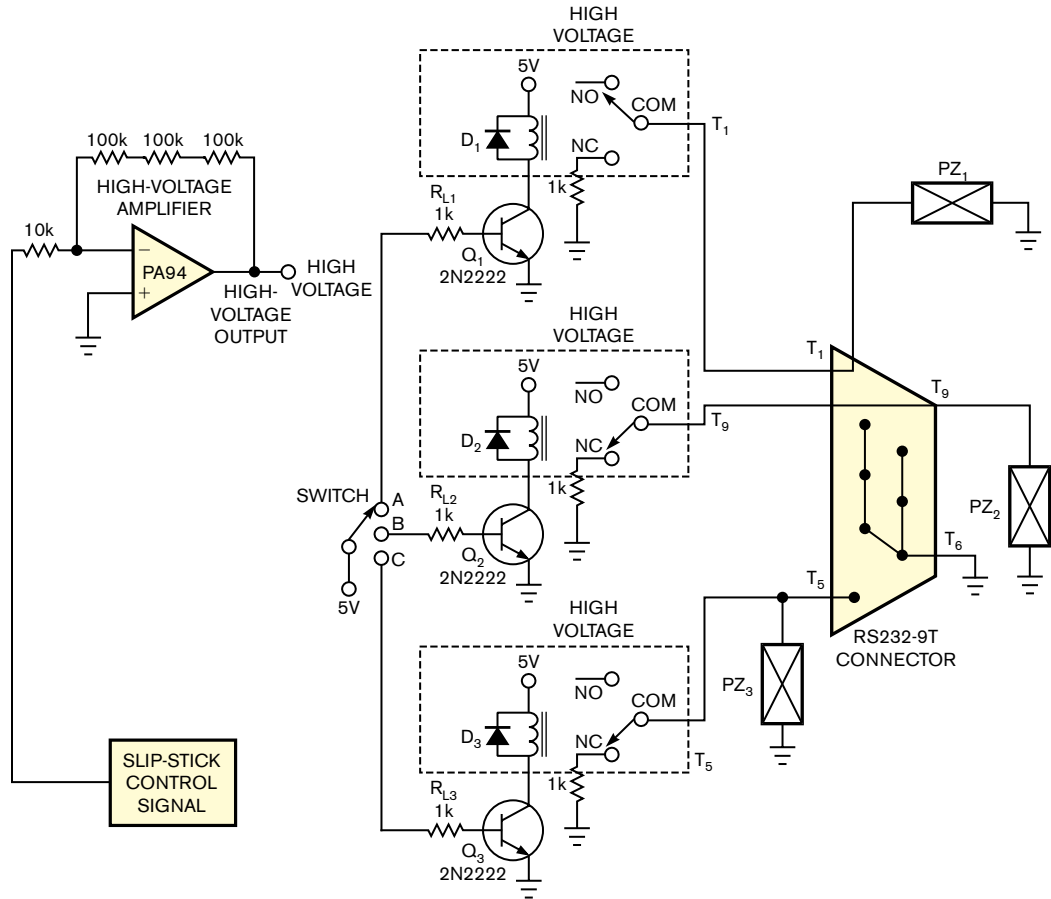 100k 100k 100k
HIGH-VOLTAGE
AMPLIFIER
10k
−
PA94
+
HIGH
VOLTAGE
HIGH-
VOLTAGE
OUTPUT
SLIP-STICK
CONTROL
SIGNAL
SWITCH
A
B
C
5V
HIGH
VOLTAGE
5V
NO
COM
T1
D1
NC
1k
RL1
1k
Q1
2N2222
HIGH
VOLTAGE
5V
NO
COM
T9
D2
NC
1k
RL2
1k
Q2
2N2222
HIGH
VOLTAGE
5V
NO
COM
D3
NC
T5
1k
RL3
1k
Q3
2N2222
PZ1
T1
T9
PZ2
T6
T5
RS232-9T
CONNECTOR
PZ3